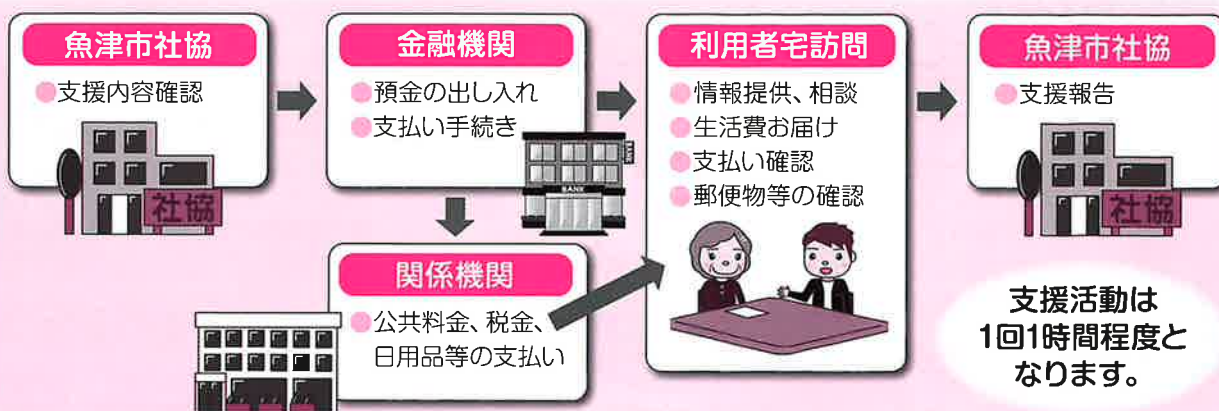 魚津市社協
支援内容確認
社協
金融機関
預金の出し入れ
支払い手続き
BANK
BANK
関係機関
公共料金、税金、
日用品等の支払い
利用者宅訪問
情報提供、相談
生活費お届け
支払い確認
郵便物等の確認
魚津市社協
支援報告
社協
支援活動は
1回1時間程度と
なります。